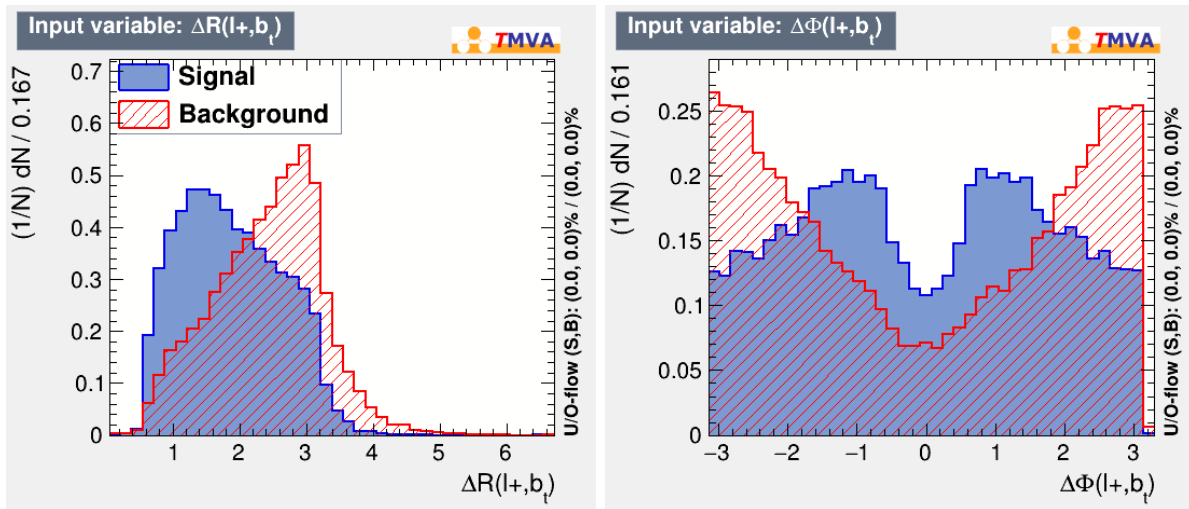 Input variable: ΔR(l+,b_t)
TMVA
(1/N) dN / 0.167
0.7
0.6
0.5
0.4
0.3
0.2
0.1
0
Signal
Background
1 2 3 4 5 6
ΔR(l+,b_t)
U/O-flow (S,B): (0.0, 0.0)% / (0.0, 0.0)%
Input variable: ΔΦ(l+,b_t)
TMVA
(1/N) dN / 0.161
0.25
0.2
0.15
0.1
0.05
0
−3 −2 −1 0 1 2 3
ΔΦ(l+,b_t)
U/O-flow (S,B): (0.0, 0.0)% / (0.0, 0.0)%